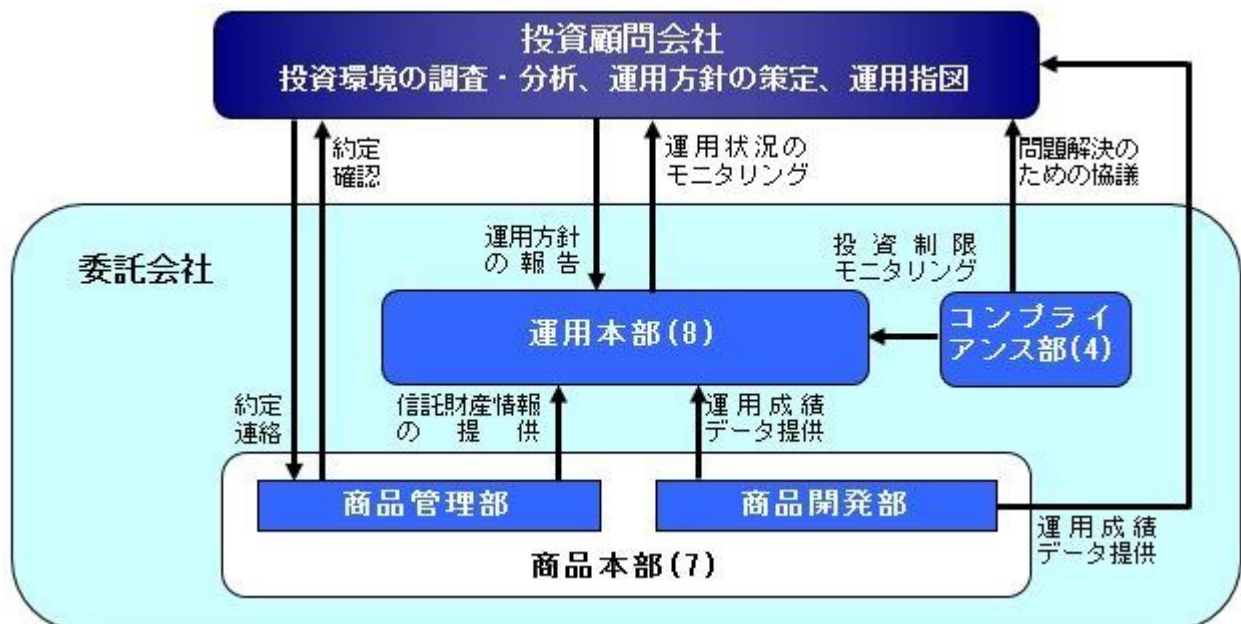 投資顧問会社
投資環境の調査・分析、運用方針の策定、運用指図
約定
確認
運用状況の
モニタリング
問題解決の
ための協議
運用方針
の報告
投資制限
モニタリング
委託会社
運用本部(8)
コンプライ
アンス部(4)
約定
連絡
信託財産情報
の提供
運用成績
データ提供
商品管理部
商品開発部
運用成績
データ提供
商品本部(7)